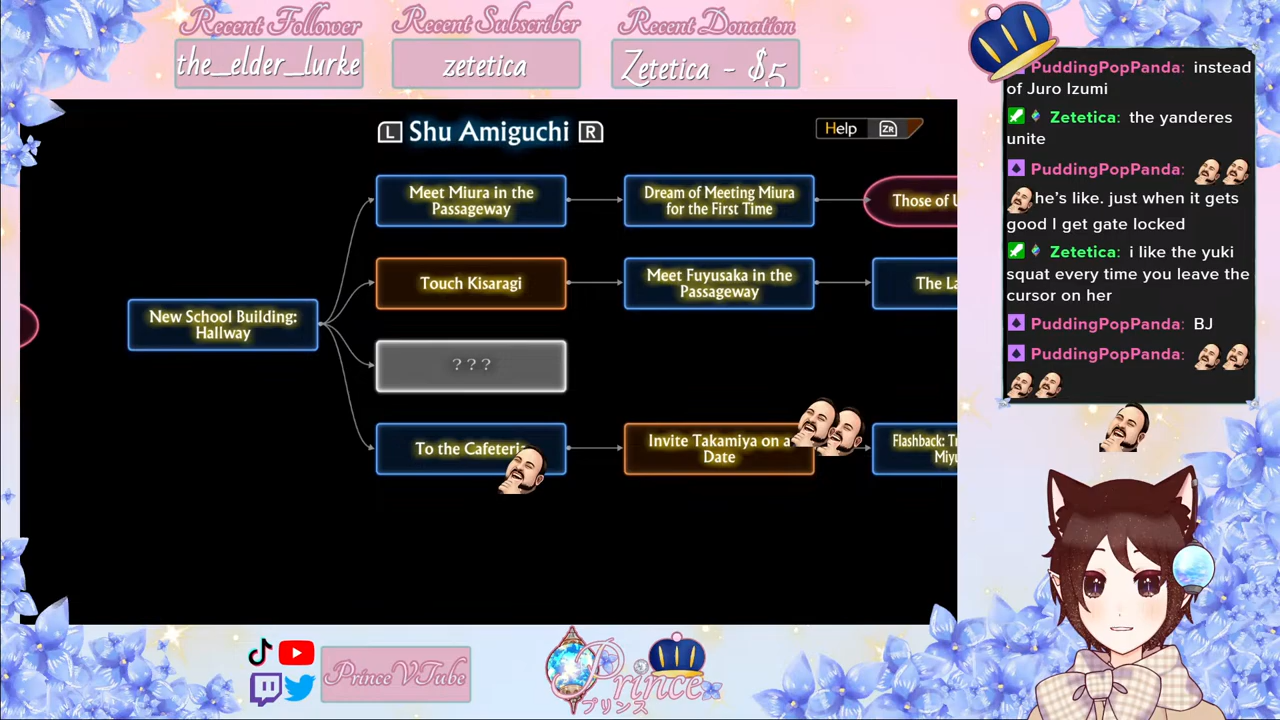 Recent Follower
the_elder_lurke
Recent Subscriber
zetetica
Recent Donation
Zetetica - $5
L Shu Amiguchi R
Help ZR
Meet Miura in the
Passageway
Dream of Meeting Miura
for the First Time
Those of U
Touch Kisaragi
Meet Fuyusaka in the
Passageway
The La
New School Building:
Hallway
? ? ?
To the Cafeteria
Invite Takamiya on a
Date
Flashback: Tr
Miyu
PuddingPopPanda: instead
of Juro Izumi
Zetetica: the yanderes
unite
PuddingPopPanda:
he's like. just when it gets
good I get gate locked
Zetetica: i like the yuki
squat every time you leave the
cursor on her
PuddingPopPanda: BJ
PuddingPopPanda:
Prince VTube
Prince
プリンス